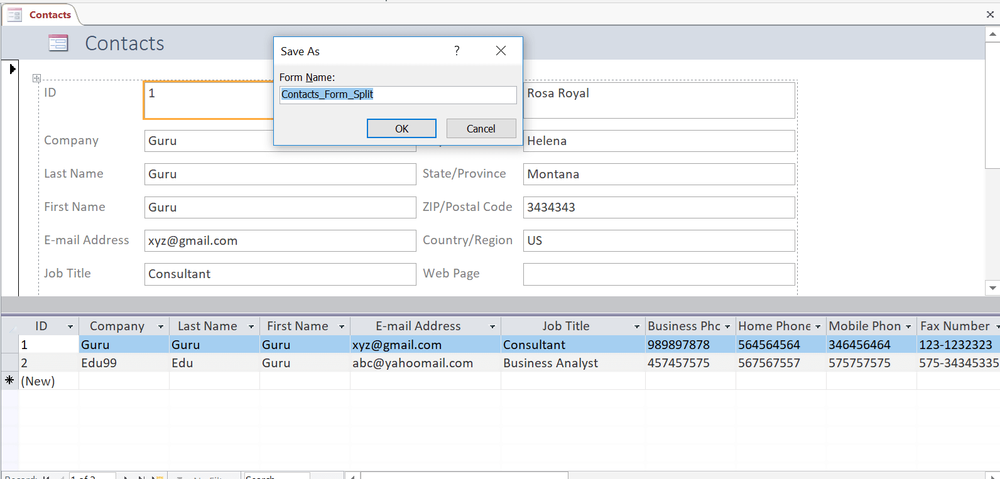 Contacts
Contacts
Save As ?
Form Name:
Contacts_Form_Split
OK Cancel
ID 1 Rosa Royal
Company Guru Helena
Last Name Guru State/Province Montana
First Name Guru ZIP/Postal Code 3434343
E-mail Address xyz@gmail.com Country/Region US
Job Title Consultant Web Page
ID Company Last Name First Name E-mail Address Job Title Business Pho Home Phone Mobile Phon Fax Number
1 Guru Guru Guru xyz@gmail.com Consultant 989897878 564564564 346456464 123-1232323
2 Edu99 Edu Guru abc@yahoomail.com Business Analyst 457457575 567567557 575757575 575-34345335
(New)
Record: 1 of 2 Search